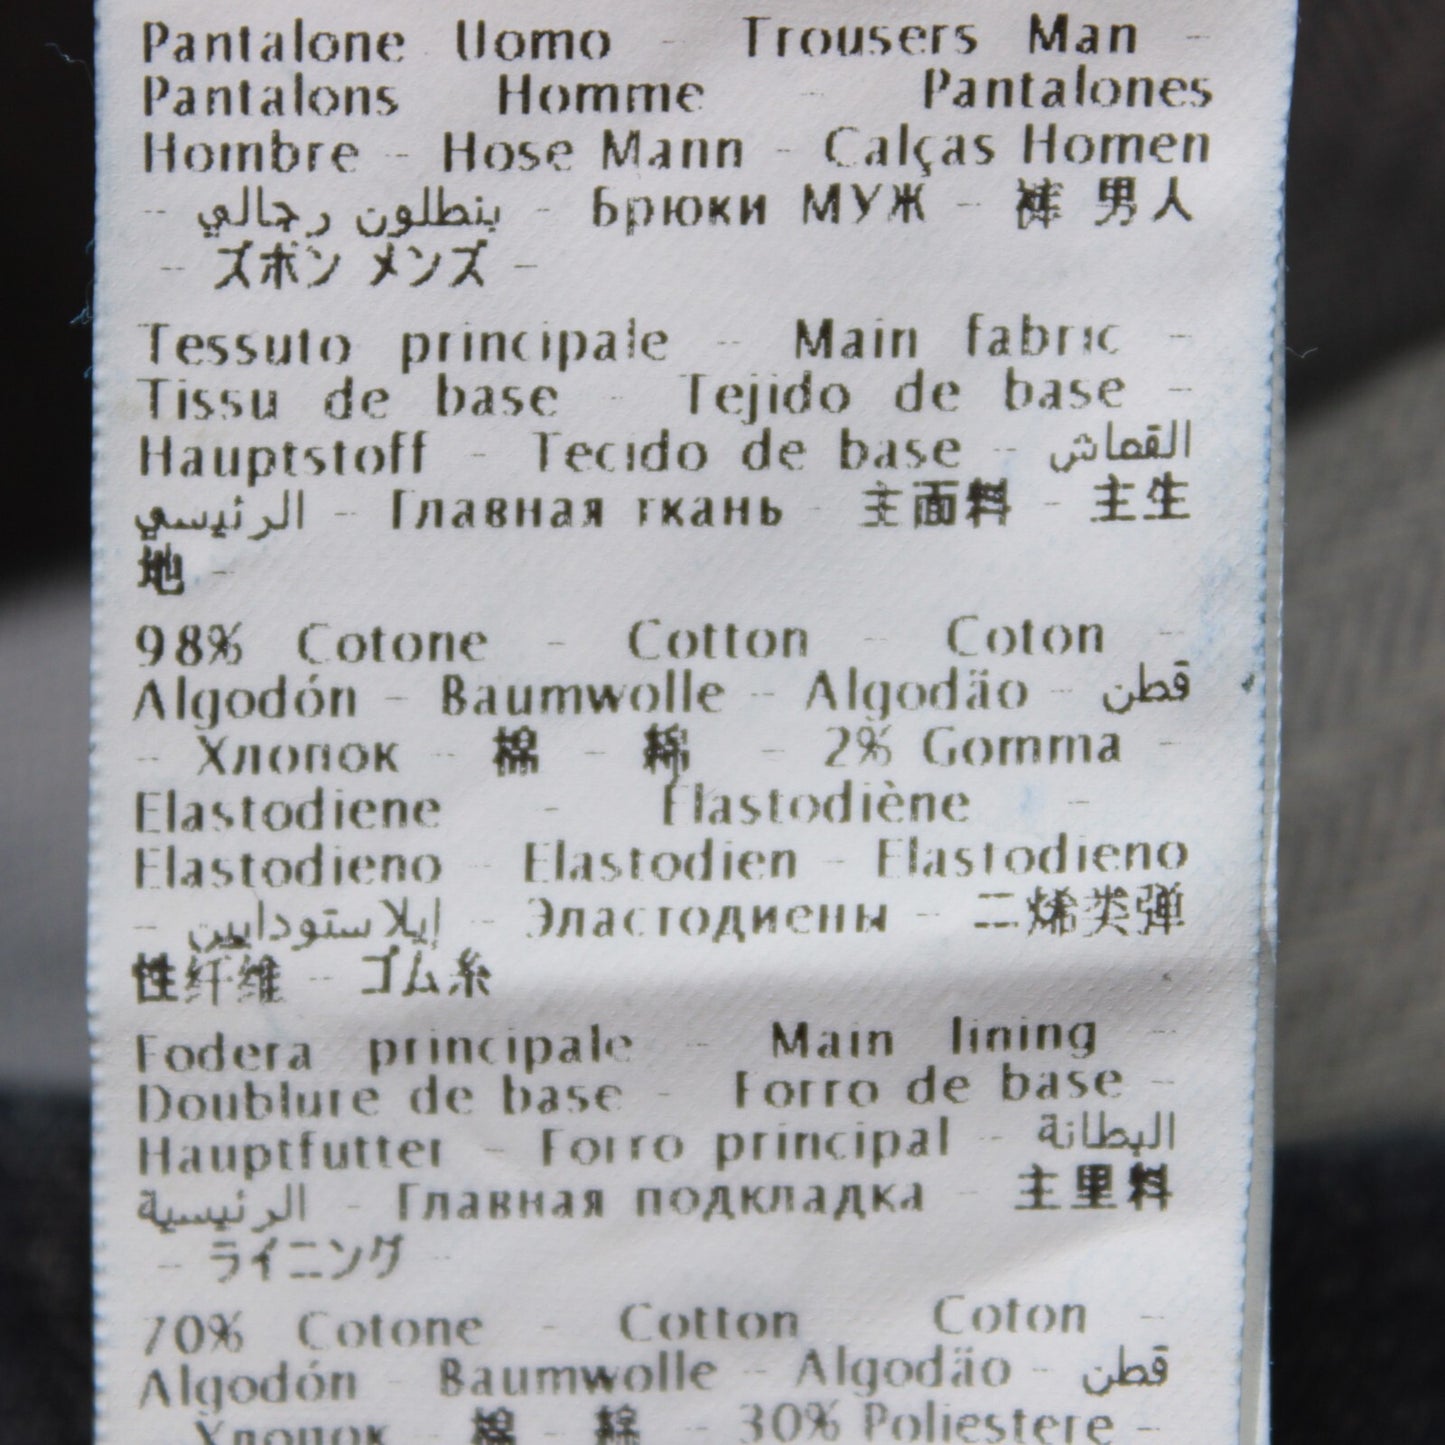 Pantalone Uomo - Trousers Man -
Pantalons Homme - Pantalones
Hombre - Hose Mann - Calças Homen
- بنطلون رجالي - Брюки МУЖ - 裤 男人
- ズボン メンズ -
Tessuto principale - Main fabric -
Tissu de base - Tejido de base -
Hauptstoff - Tecido de base - القماش
الرئيسي - Главная ткань - 主面料 - 主生
地 -
98% Cotone - Cotton - Coton -
Algodón - Baumwolle - Algodão - قطن
- Хлопок - 棉 - 綿 - 2% Gomma -
Elastodiene - Elastodiène -
Elastodieno - Elastodien - Elastodieno
- إيلاستودايين - Эластодиены - 二烯类弹
性纤维 - ゴム糸
Fodera principale - Main lining -
Doublure de base - Forro de base -
Hauptfutter - Forro principal - البطانة
الرئيسية - Главная подкладка - 主里料
- ライニング -
70% Cotone - Cotton - Coton -
Algodón - Baumwolle - Algodão - قطن
- Хлопок - 棉 - 綿 - 30% Poliestere -